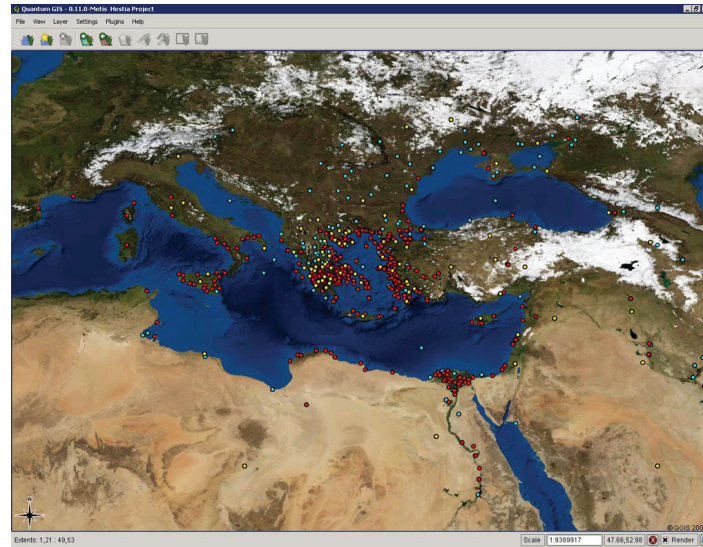 Quantum GIS - 0.11.0-Metis Hestia Project
File View Layer Settings Plugins Help
N
© QGIS 200
Extents: 1,21 : 49,53 Scale 1.9389917 47.66,52.98 Render